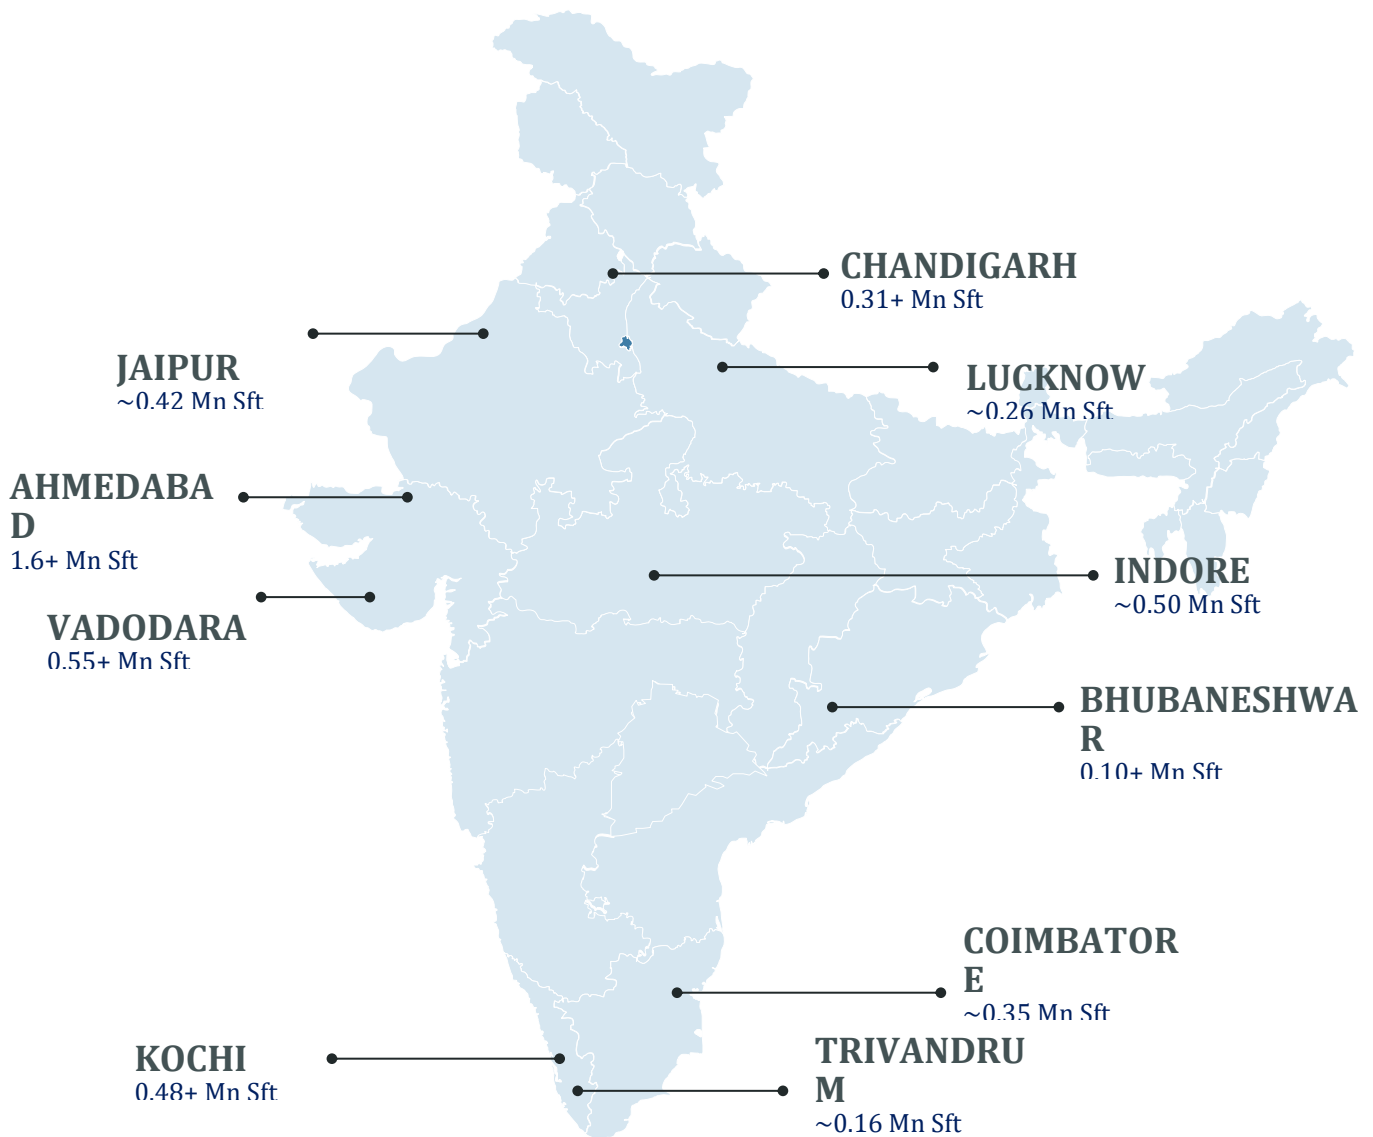 CHANDIGARH
0.31+ Mn Sft
JAIPUR
~0.42 Mn Sft
LUCKNOW
~0.26 Mn Sft
AHMEDABA
D
1.6+ Mn Sft
INDORE
~0.50 Mn Sft
VADODARA
0.55+ Mn Sft
BHUBANESHWA
R
0.10+ Mn Sft
COIMBATOR
E
~0.35 Mn Sft
KOCHI
0.48+ Mn Sft
TRIVANDRU
M
~0.16 Mn Sft